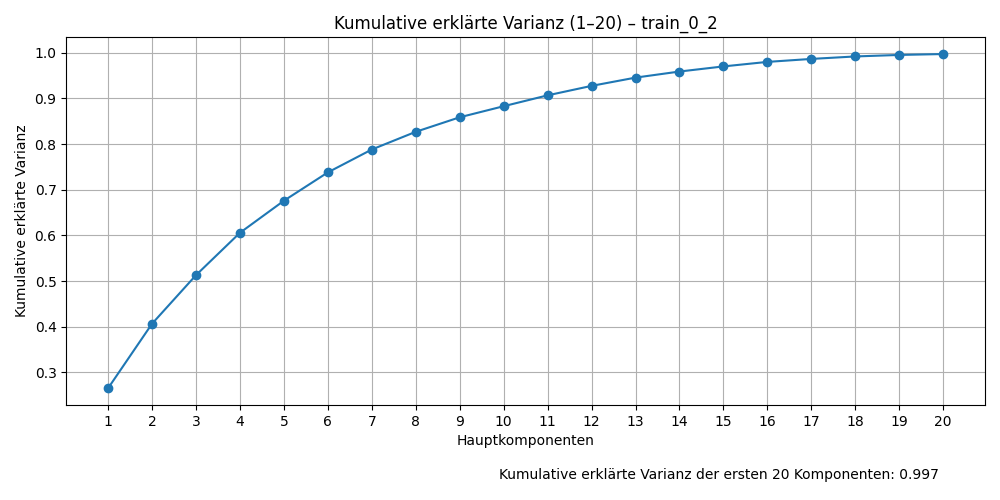 Kumulative erklärte Varianz (1–20) – train_0_2
Kumulative erklärte Varianz
1.0
0.9
0.8
0.7
0.6
0.5
0.4
0.3
1 2 3 4 5 6 7 8 9 10 11 12 13 14 15 16 17 18 19 20
Hauptkomponenten
Kumulative erklärte Varianz der ersten 20 Komponenten: 0.997